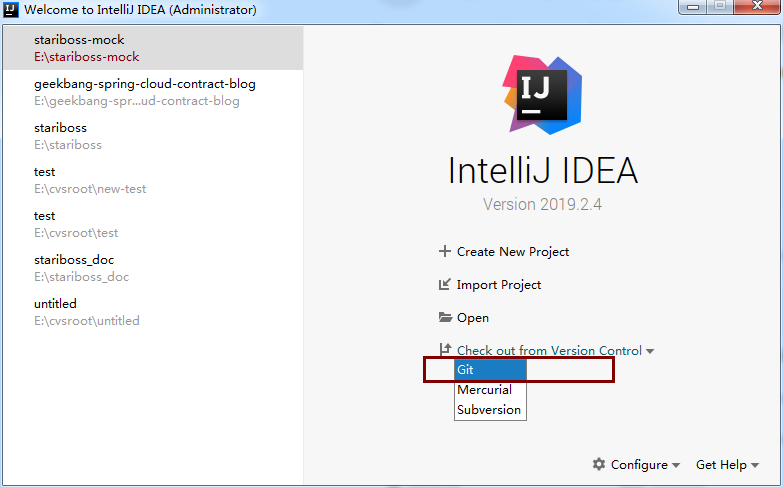 Welcome to IntelliJ IDEA (Administrator)
stariboss-mock
E:\stariboss-mock
geekbang-spring-cloud-contract-blog
E:\geekbang-spr...ud-contract-blog
stariboss
E:\stariboss
test
E:\cvsroot\new-test
test
E:\cvsroot\test
stariboss_doc
E:\stariboss_doc
untitled
E:\cvsroot\untitled
IJ
IntelliJ IDEA
Version 2019.2.4
Create New Project
Import Project
Open
Check out from Version Control
Git
Mercurial
Subversion
Configure
Get Help